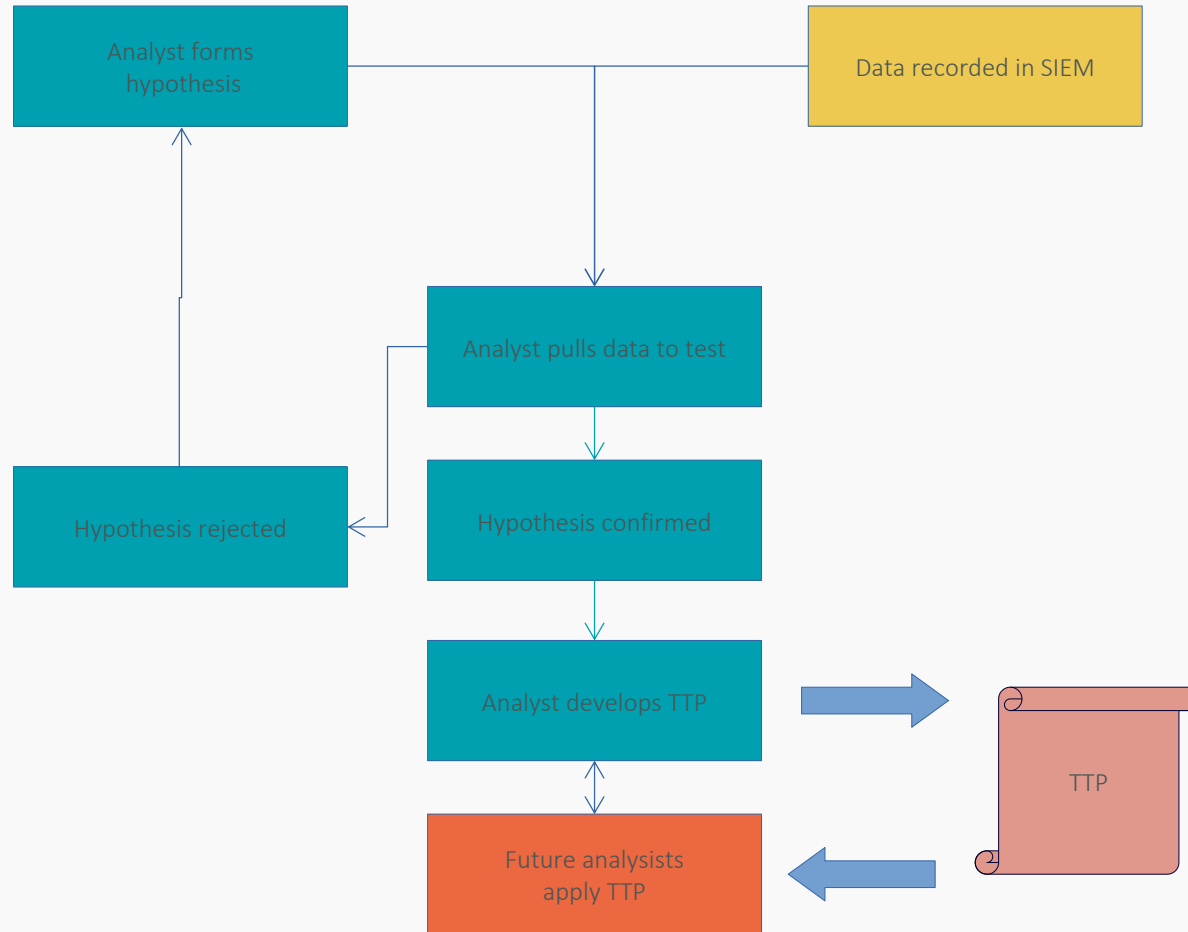 Analyst forms
hypothesis
Data recorded in SIEM
Analyst pulls data to test
Hypothesis rejected
Hypothesis confirmed
Analyst develops TTP
TTP
Future analysists
apply TTP